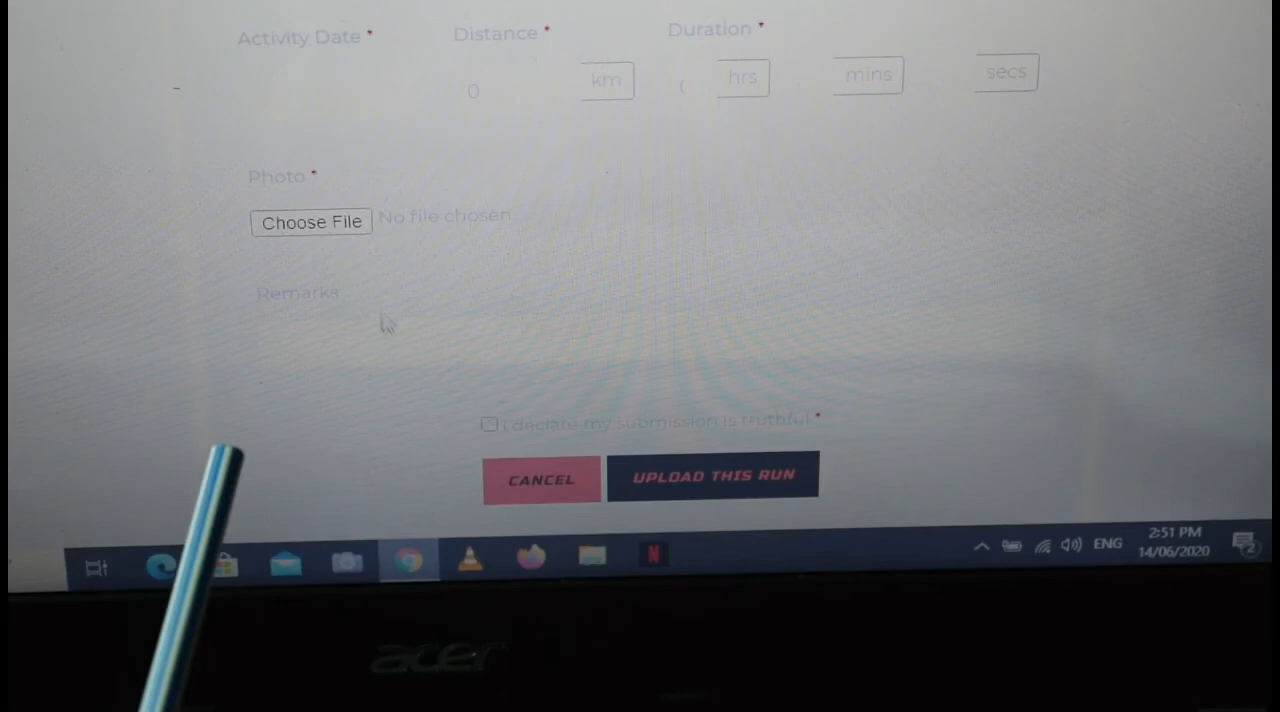 Activity Date * Distance * Duration *
0 km hrs mins secs
Photo *
Choose File No file chosen
Remarks
I declare my submission is truthful *
CANCEL UPLOAD THIS RUN
ENG 2:51 PM
14/06/2020
2
N
acer